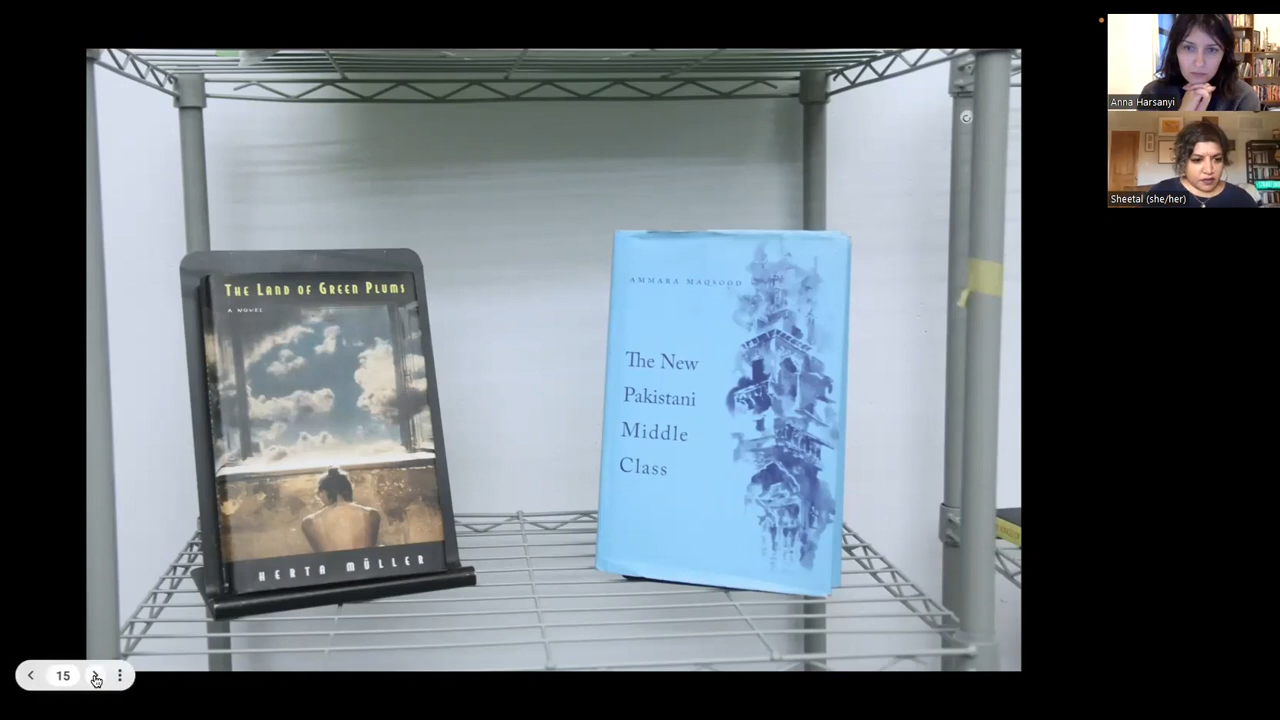 THE LAND OF GREEN PLUMS
A NOVEL
HERTA MÜLLER
AMMARA MAQSOOD
The New
Pakistani
Middle
Class
Anna Harsanyi
Sheetal (she/her)
15